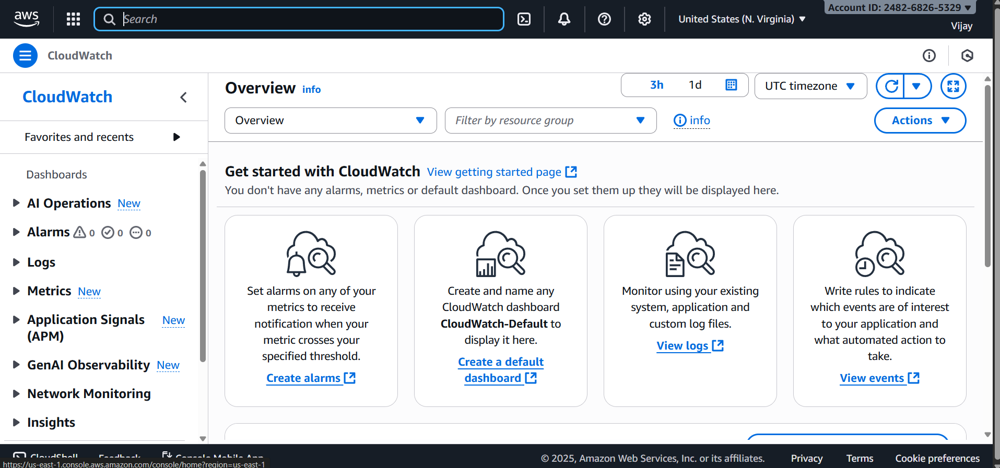 aws
Search
United States (N. Virginia)
Account ID: 2482-6826-5329
Vijay
CloudWatch
CloudWatch
Favorites and recents
Dashboards
AI Operations New
Alarms 0 0 0
Logs
Metrics New
Application Signals New
(APM)
GenAI Observability New
Network Monitoring
Insights
Overview info
3h 1d
UTC timezone
Overview
Filter by resource group
info
Actions
Get started with CloudWatch View getting started page
You don't have any alarms, metrics or default dashboard. Once you set them up they will be displayed here.
Set alarms on any of your
metrics to receive
notification when your
metric crosses your
specified threshold.
Create alarms
Create and name any
CloudWatch dashboard
CloudWatch-Default to
display it here.
Create a default
dashboard
Monitor using your existing
system, application and
custom log files.
View logs
Write rules to indicate
which events are of interest
to your application and
what automated action to
take.
View events
CloudShell Feedback Console Mobile App
© 2025, Amazon Web Services, Inc. or its affiliates. Privacy Terms Cookie preferences
https://us-east-1.console.aws.amazon.com/console/home?region=us-east-1